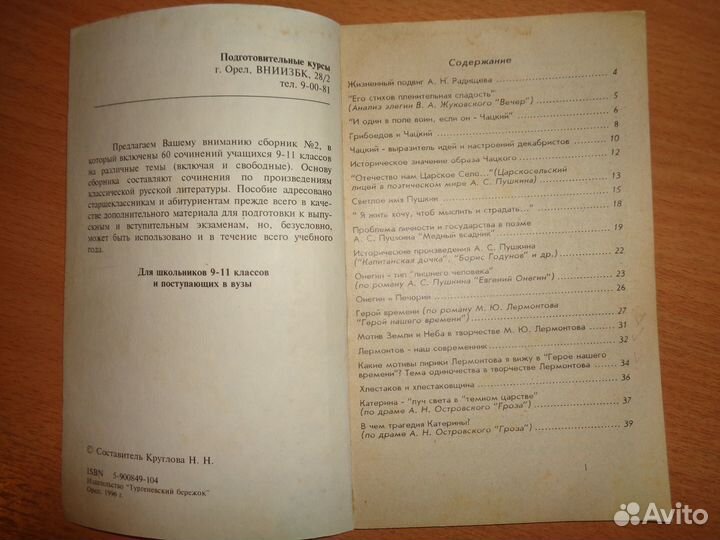 Подготовительные курсы
г. Орел, ВНИИЗБК, 28/2
тел. 9-00-81
Предлагаем Вашему вниманию сборник №2, в
который включены 60 сочинений учащихся 9-11 классов
на различные темы (включая и свободные). Основу
сборника составляют сочинения по произведениям
классической русской литературы. Пособие адресовано
старшеклассникам и абитуриентам прежде всего в ка-
честве дополнительного материала для подготовки к выпу-
скным и вступительным экзаменам, но, безусловно,
может быть использовано и в течение всего учебного
года.
Для школьников 9-11 классов
и поступающих в вузы
© Составитель Круглова Н. Н.
ISBN 5-900849-104
Издательство "Тургеневский бережок"
Орел, 1996 г.
Содержание
Жизненный подвиг А. Н. Радищева 4
"Его стихов пленительная сладость"
(Анализ элегии В. А. Жуковского "Вечер") 5
"И один в поле воин, если он - Чацкий" 6
Грибоедов и Чацкий 8
Чацкий - выразитель идей и настроений декабристов 10
Историческое значение образа Чацкого 12
"Отечество нам Царское Село..."(Царскосельский
лицей в поэтическом мире А. С. Пушкина) 13
Светлое имя Пушкин 15
"Я жить хочу, чтоб мыслить и страдать..." 18
Проблема личности и государства в поэме
А. С. Пушкина "Медный всадник" 19
Исторические произведения А. С. Пушкина
("Капитанская дочка", "Борис Годунов" и др.) 22
Онегин - тип "лишнего человека"
(по роману А. С. Пушкина "Евгений Онегин") 23
Онегин и Печорин 26
Герой времени (по роману М. Ю. Лермонтова
"Герой нашего времени") 27
Мотив Земли и Неба в творчестве М. Ю. Лермонтова 31
Лермонтов - наш современник 32
Какие мотивы лирики Лермонтова я вижу в "Герое нашего
времени"? Тема одиночества в творчестве Лермонтова 34
Хлестаков и хлестаковщина 36
Катерина - "луч света в "темном царстве"
(по драме А. Н. Островского "Гроза") 37
В чем трагедия Катерины?
(по драме А. Н. Островского "Гроза") 39
1
Avito